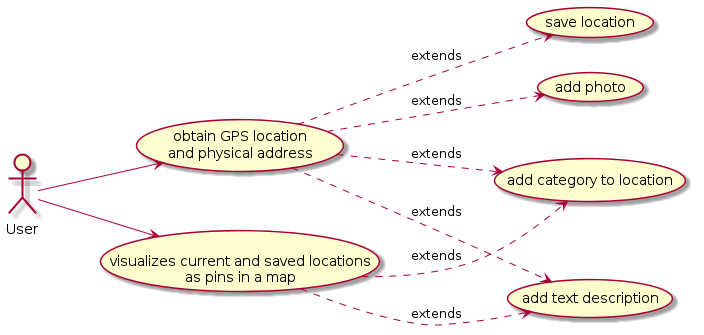 save location
extends
add photo
extends
obtain GPS location
and physical address
extends
add category to location
User
extends
visualizes current and saved locations
as pins in a map
extends
add text description
extends